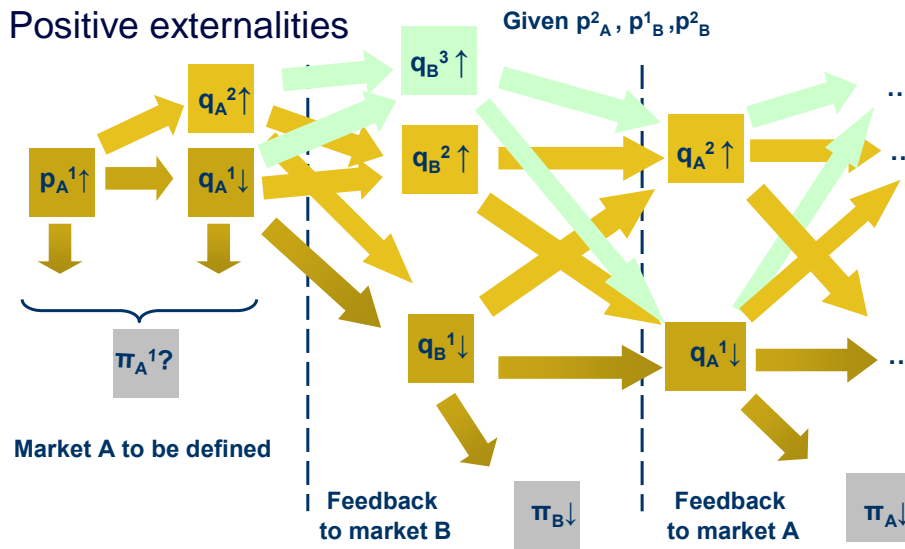 Positive externalities
Given p²A, p¹B ,p²B
qB³↑
qA²↑
qB²↑
qA²↑
..
pA¹↑
qA¹↓
..
qB¹↓
qA¹↓
..
πA¹?
Market A to be defined
Feedback
to market B
πB↓
Feedback
to market A
πA↓